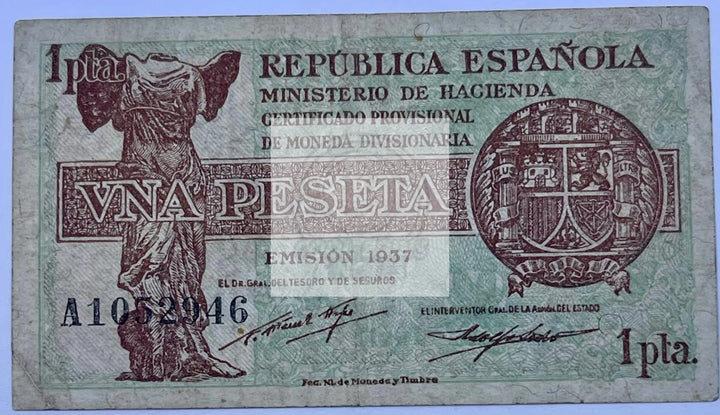 1pta.
REPÚBLICA ESPAÑOLA
MINISTERIO DE HACIENDA
CERTIFICADO PROVISIONAL
DE MONEDA DIVISIONARIA
VNA PESETA
EMISIÓN 1937
EL DR. GRAL. DEL TESORO Y DE SEGUROS
A1052946
EL INTERVENTOR GRAL. DE LA ADMÓN. DEL ESTADO
1pta.
Fca. Nl. de Moneda y Timbre